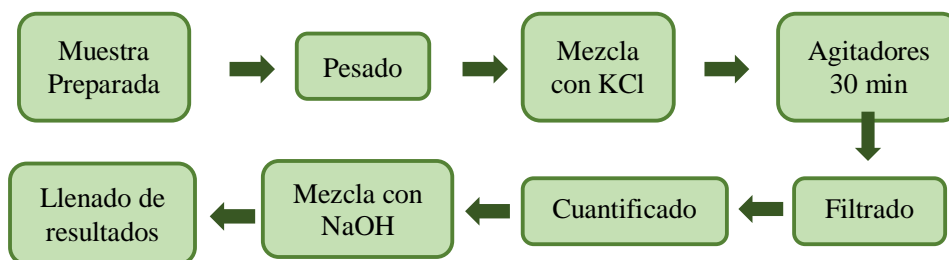 Muestra
Preparada
Pesado
Mezcla
con KCl
Agitadores
30 min
Filtrado
Cuantificado
Mezcla con
NaOH
Llenado de
resultados